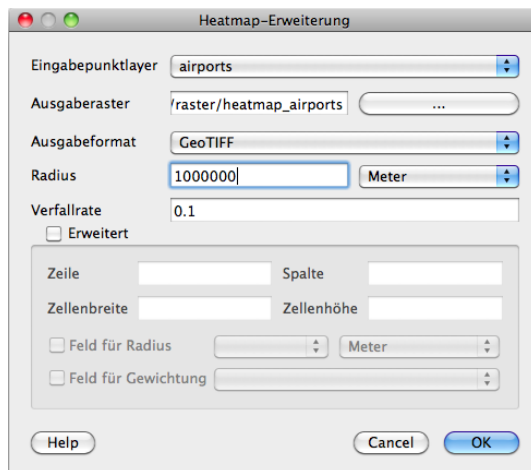 Heatmap-Erweiterung
Eingabepunktlayer airports
Ausgaberaster /raster/heatmap_airports ...
Ausgabeformat GeoTIFF
Radius 1000000 Meter
Verfallrate 0.1
Erweitert
Zeile Spalte
Zellenbreite Zellenhöhe
Feld für Radius Meter
Feld für Gewichtung
Help Cancel OK